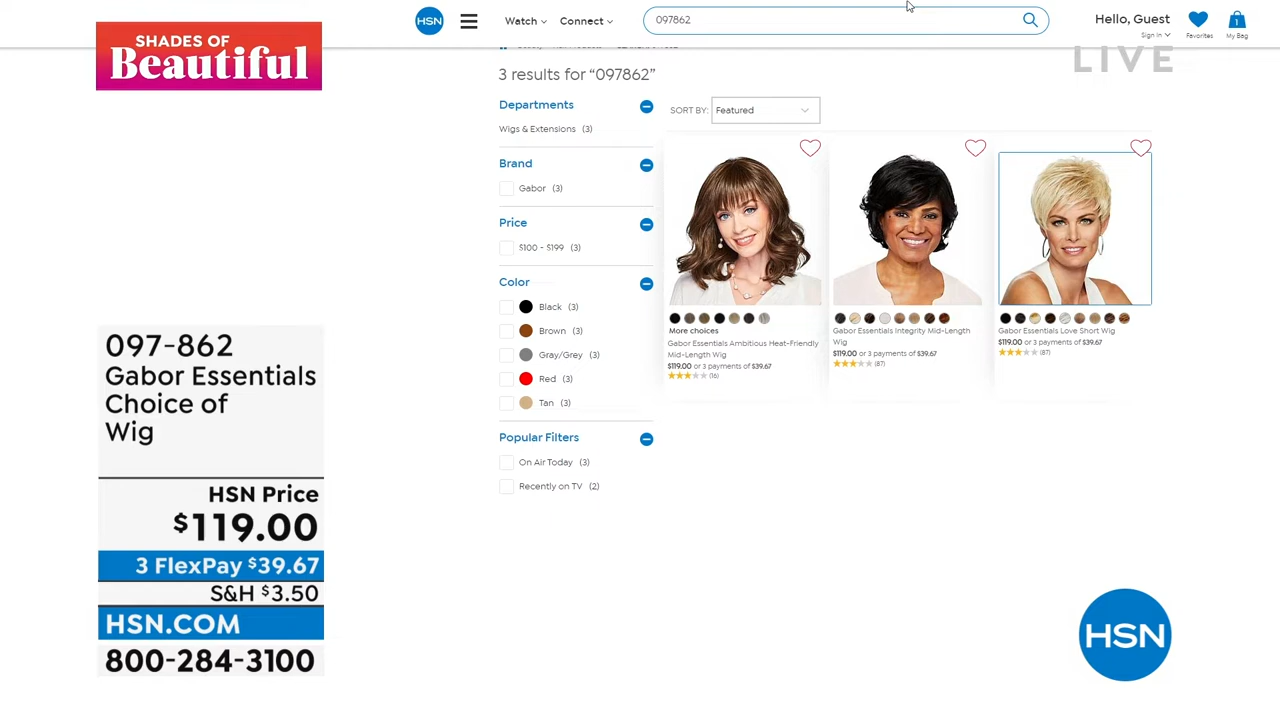 SHADES OF
Beautiful
HSN
Watch
Connect
097862
Hello, Guest
Sign in
Favorites
1
My Bag
LIVE
3 results for “097862”
Departments
Wigs & Extensions (3)
Brand
Gabor (3)
Price
$100 - $199 (3)
Color
Black (3)
Brown (3)
Gray/Grey (3)
Red (3)
Tan (3)
Popular Filters
On Air Today (3)
Recently on TV (2)
SORT BY: Featured
More choices
Gabor Essentials Ambitious Heat-Friendly
Mid-Length Wig
$119.00 or 3 payments of $39.67
(16)
Gabor Essentials Integrity Mid-Length
Wig
$119.00 or 3 payments of $39.67
(87)
Gabor Essentials Love Short Wig
$119.00 or 3 payments of $39.67
(87)
097-862
Gabor Essentials
Choice of
Wig
HSN Price
$119.00
3 FlexPay $39.67
S&H $3.50
HSN.COM
800-284-3100
HSN